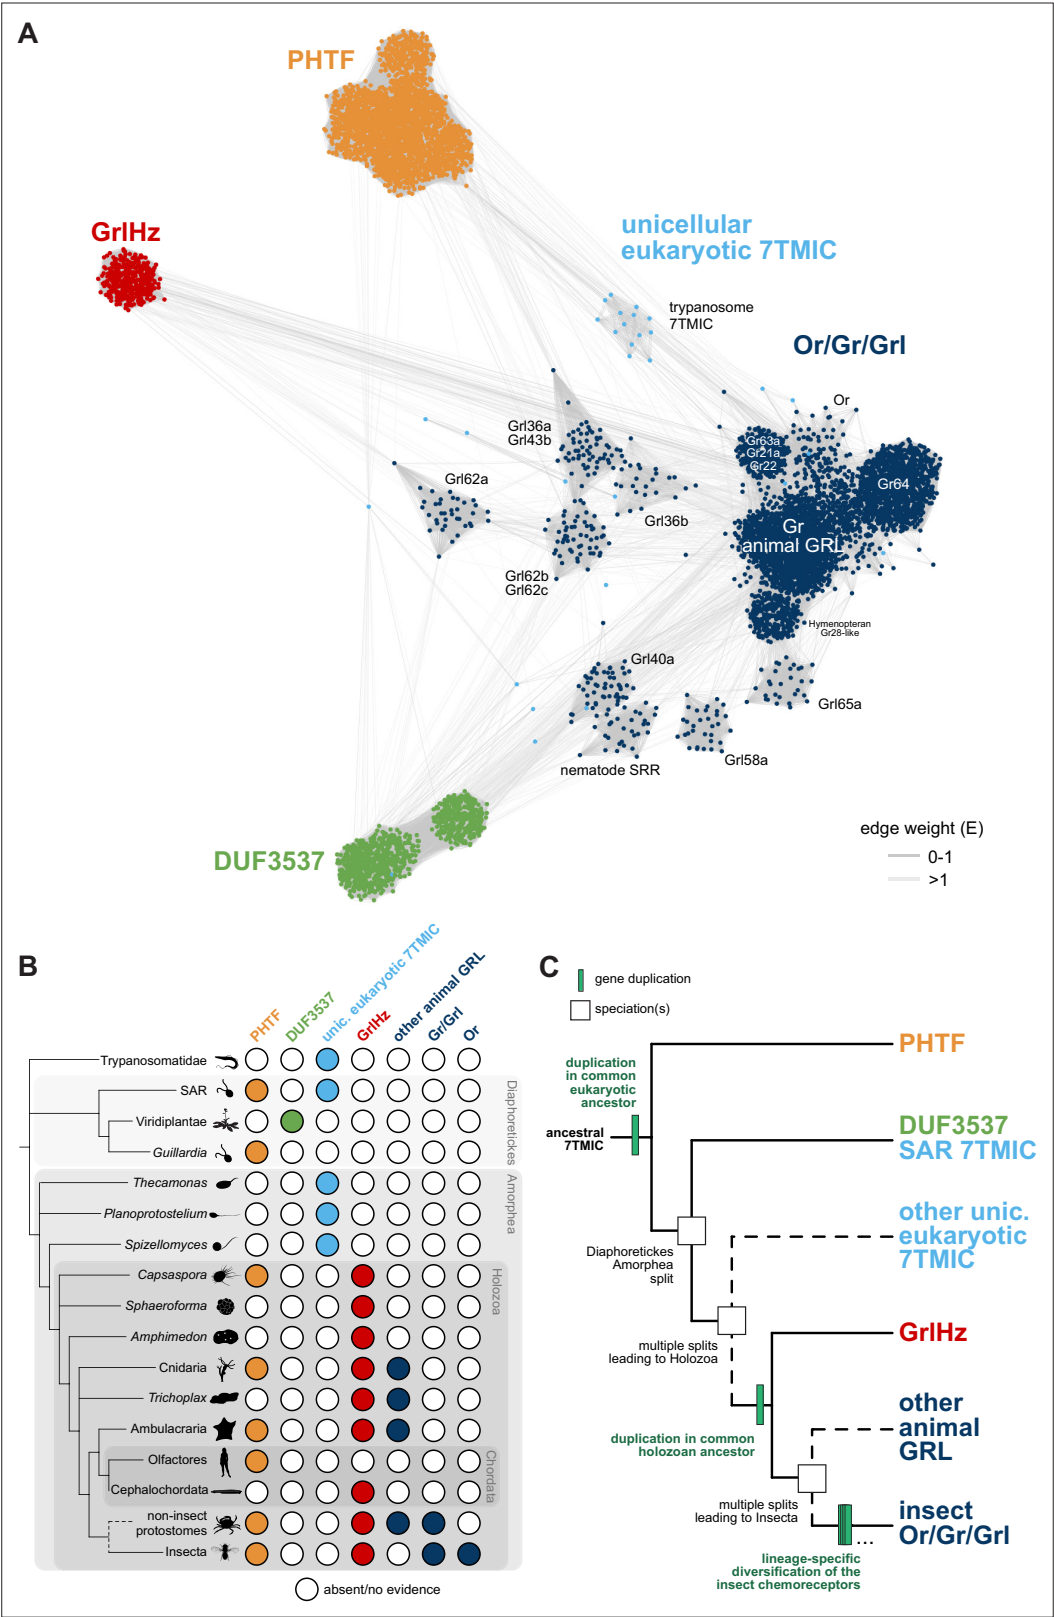 A
PHTF
GrlHz
unicellular
eukaryotic 7TMIC
trypanosome
7TMIC
Or/Gr/Grl
Or
Grl36a
Grl43b
Gr63a
Gr21a
Gr22
Gr64
Grl62a
Grl36b
Gr
animal GRL
Grl62b
Grl62c
Hymenopteran
Gr28-like
Grl40a
Grl65a
Grl58a
nematode SRR
DUF3537
edge weight (E)
0-1
>1
B
PHTF
DUF3537
unic. eukaryotic 7TMIC
GrlHz
other animal GRL
Gr/Grl
Or
Trypanosomatidae
SAR
Viridiplantae
Guillardia
Diaphoretickes
Thecamonas
Planoprotostelium
Spizellomyces
Amorphea
Capsaspora
Sphaeroforma
Amphimedon
Cnidaria
Trichoplax
Ambulacraria
Holozoa
Olfactores
Cephalochordata
Chordata
non-insect
protostomes
Insecta
absent/no evidence
C
gene duplication
speciation(s)
duplication
in common
eukaryotic
ancestor
ancestral
7TMIC
PHTF
DUF3537
SAR 7TMIC
Diaphoretickes
Amorphea
split
other unic.
eukaryotic
7TMIC
multiple splits
leading to Holozoa
GrlHz
duplication in common
holozoan ancestor
other
animal
GRL
multiple splits
leading to Insecta
insect
Or/Gr/Grl
...
lineage-specific
diversification of the
insect chemoreceptors